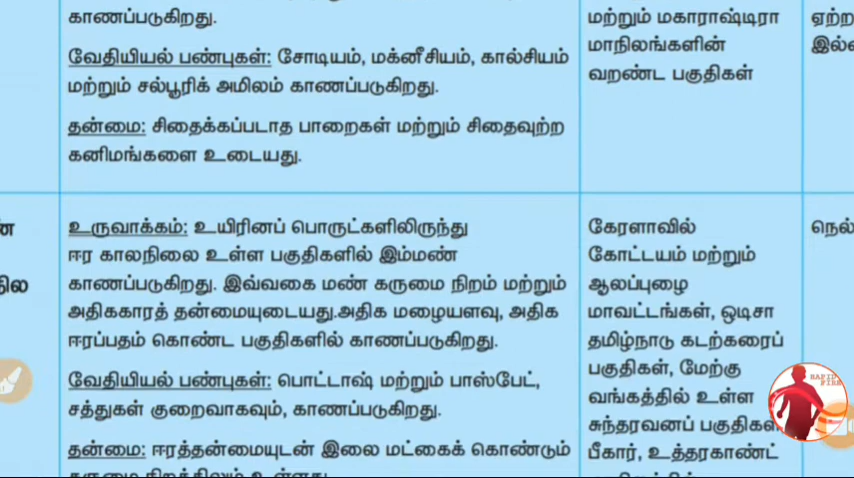 காணப்படுகிறது.
வேதியியல் பண்புகள்: சோடியம், மக்னீசியம், கால்சியம்
மற்றும் சல்பூரிக் அமிலம் காணப்படுகிறது.
தன்மை: சிதைக்கப்படாத பாறைகள் மற்றும் சிதைவுற்ற
கனிமங்களை உடையது.
மற்றும் மகாராஷ்டிரா
மாநிலங்களின்
வறண்ட பகுதிகள்
உருவாக்கம்: உயிரினப் பொருட்களிலிருந்து
ஈர காலநிலை உள்ள பகுதிகளில் இம்மண்
காணப்படுகிறது. இவ்வகை மண் கருமை நிறம் மற்றும்
அதிககாரத் தன்மையுடையது.அதிக மழையளவு, அதிக
ஈரப்பதம் கொண்ட பகுதிகளில் காணப்படுகிறது.
வேதியியல் பண்புகள்: பொட்டாஷ் மற்றும் பாஸ்பேட்,
சத்துகள் குறைவாகவும், காணப்படுகிறது.
தன்மை: ஈரத்தன்மையுடன் இலை மட்கைக் கொண்டும்
கேரளாவில்
கோட்டயம் மற்றும்
ஆலப்புழை
மாவட்டங்கள், ஒடிசா
தமிழ்நாடு கடற்கரைப்
பகுதிகள், மேற்கு
வங்கத்தில் உள்ள
சுந்தரவனப்
பீகார், உத்தரகாண்ட்
நெல்
RAPID
FIRE